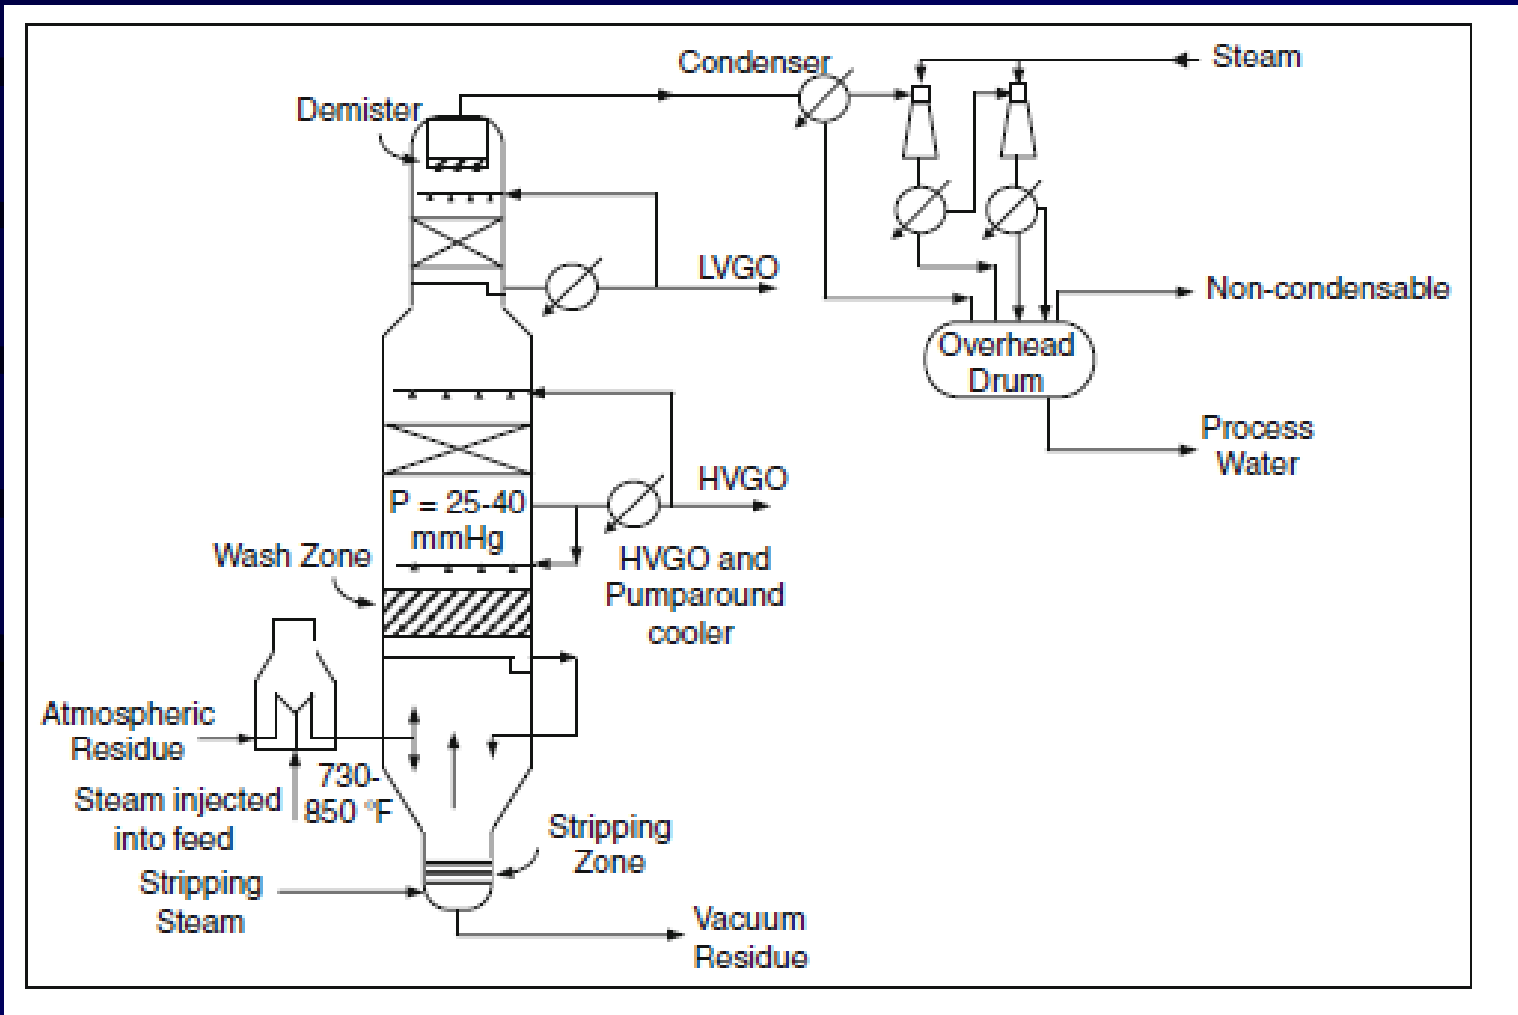 Condenser
Steam
Demister
LVGO
Non-condensable
Overhead
Drum
Process
Water
HVGO
P = 25-40
mmHg
Wash Zone
HVGO and
Pumparound
cooler
Atmospheric
Residue
730-
850 °F
Steam injected
into feed
Stripping
Zone
Stripping
Steam
Vacuum
Residue